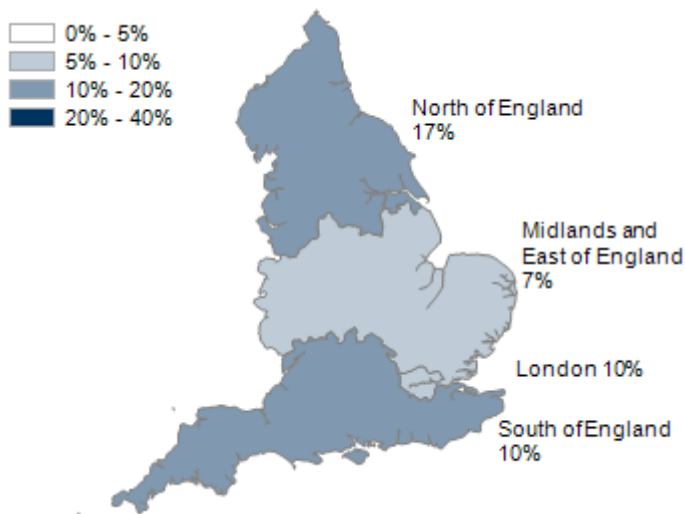 0% - 5%
5% - 10%
10% - 20%
20% - 40%
North of England
17%
Midlands and
East of England
7%
London 10%
South of England
10%